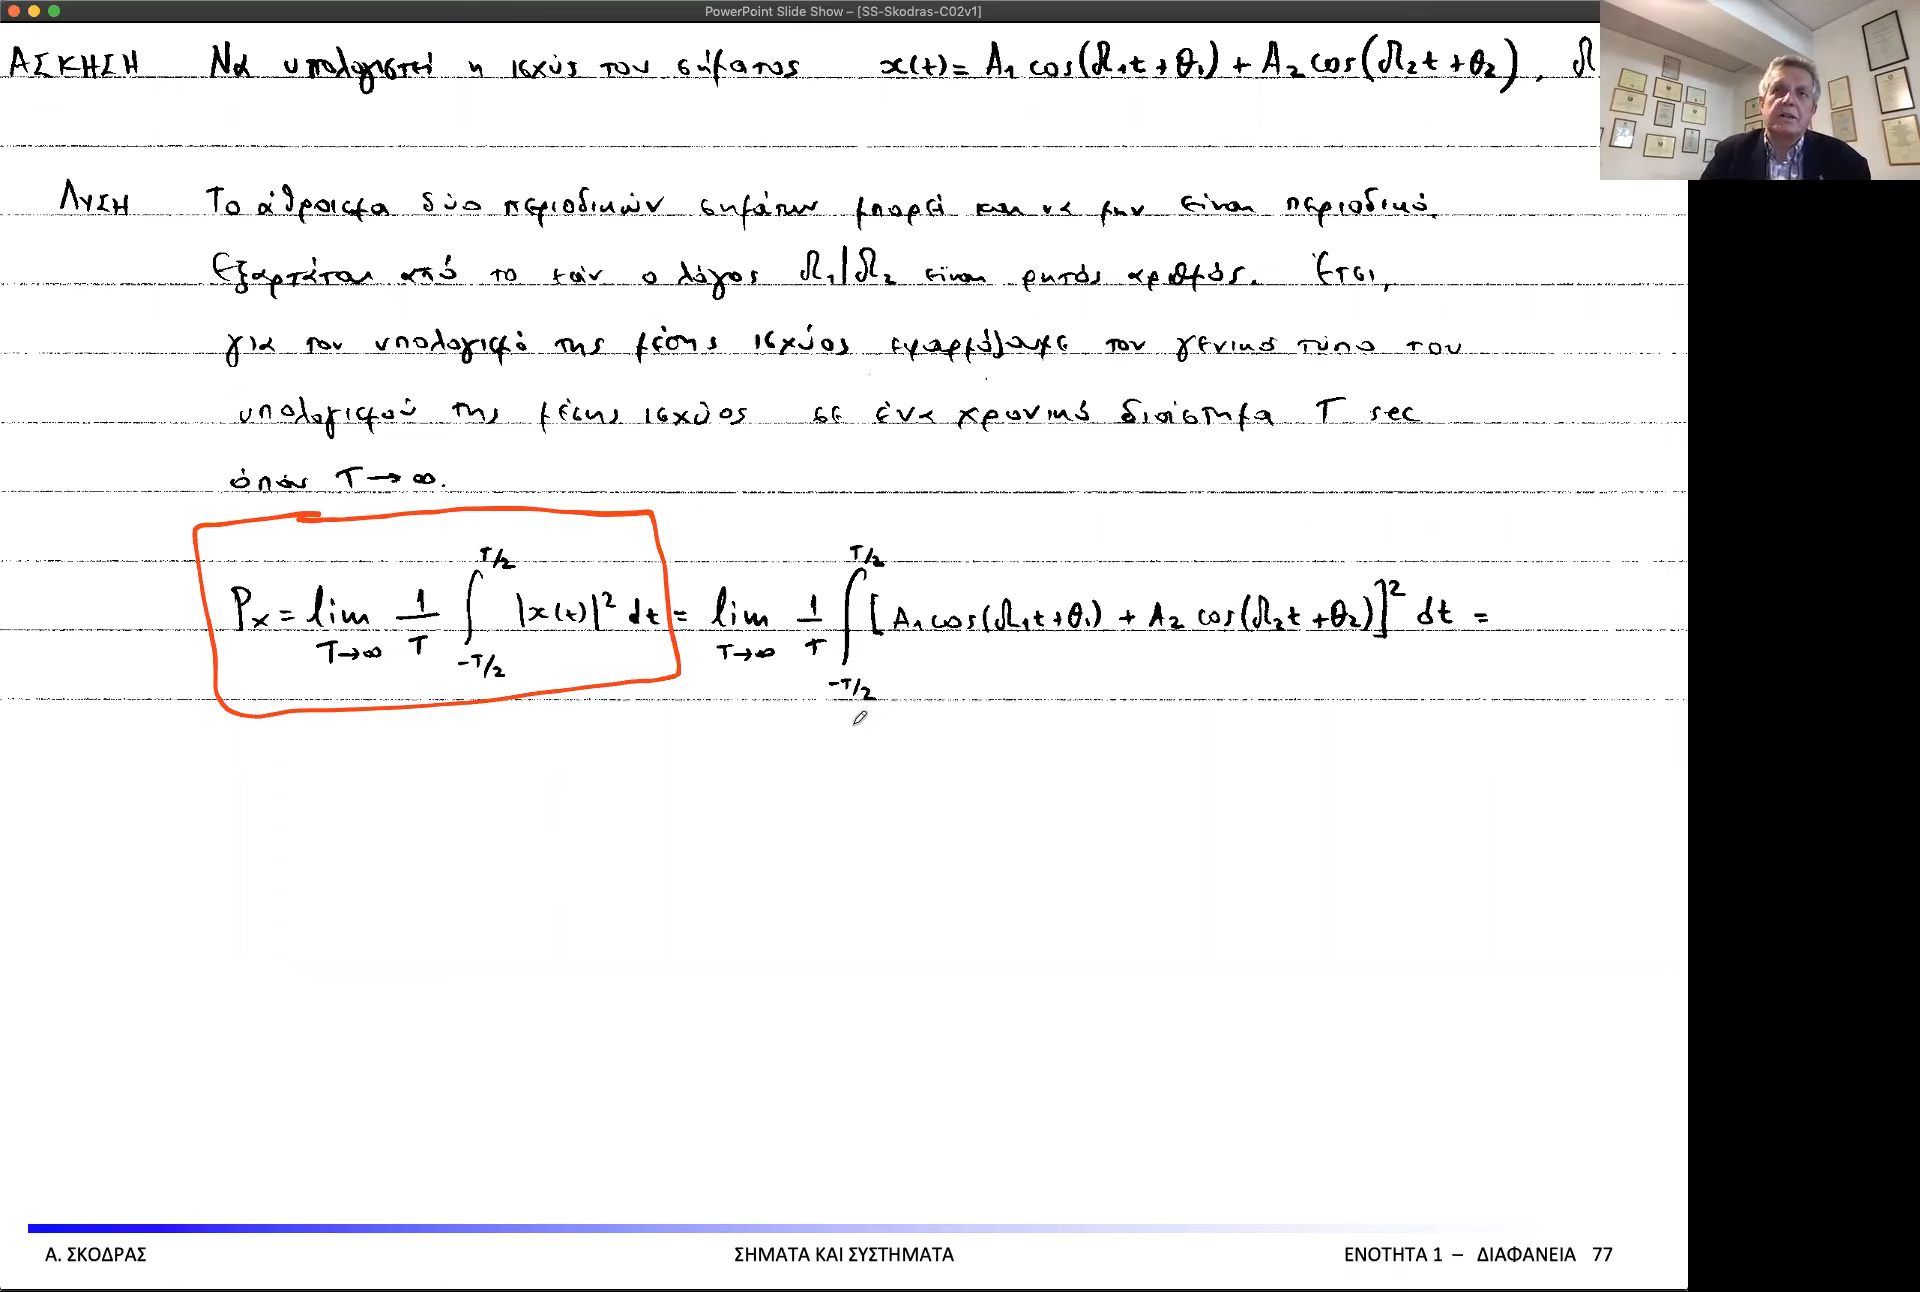 PowerPoint Slide Show – [SS-Skodras-C02v1]
ΑΣΚΗΣΗ Να υπολογιστεί η ισχύς του σήματος x(t)= A₁ cos(Ω₁t+θ₁) + A₂ cos(Ω₂t+θ₂), Ω
ΛΥΣΗ Το άθροισμα δύο περιοδικών σημάτων μπορεί και να μην είναι περιοδικό.
Εξαρτάται από το εάν ο λόγος Ω₁/Ω₂ είναι ρητός αριθμός. Έτσι,
για τον υπολογισμό της μέσης ισχύος εφαρμόζουμε τον γενικό τύπο του
υπολογισμού της μέσης ισχύος σε ένα χρονικό διάστημα T sec
όπου T→∞.
Pₓ = lim_{T→∞} 1/T ∫_{-T/2}^{T/2} |x(t)|² dt = lim_{T→∞} 1/T ∫_{-T/2}^{T/2} [A₁cos(Ω₁t+θ₁) + A₂ cos(Ω₂t+θ₂)]² dt =
Α. ΣΚΟΔΡΑΣ ΣΗΜΑΤΑ ΚΑΙ ΣΥΣΤΗΜΑΤΑ ΕΝΟΤΗΤΑ 1 – ΔΙΑΦΑΝΕΙΑ 77